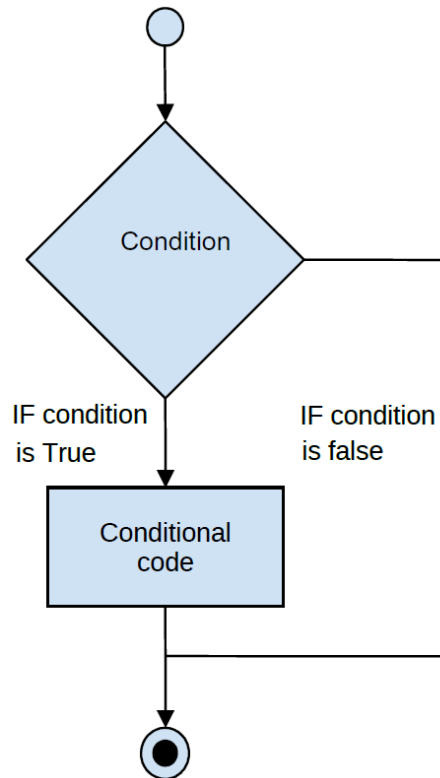 Condition
IF condition
is True
IF condition
is false
Conditional
code